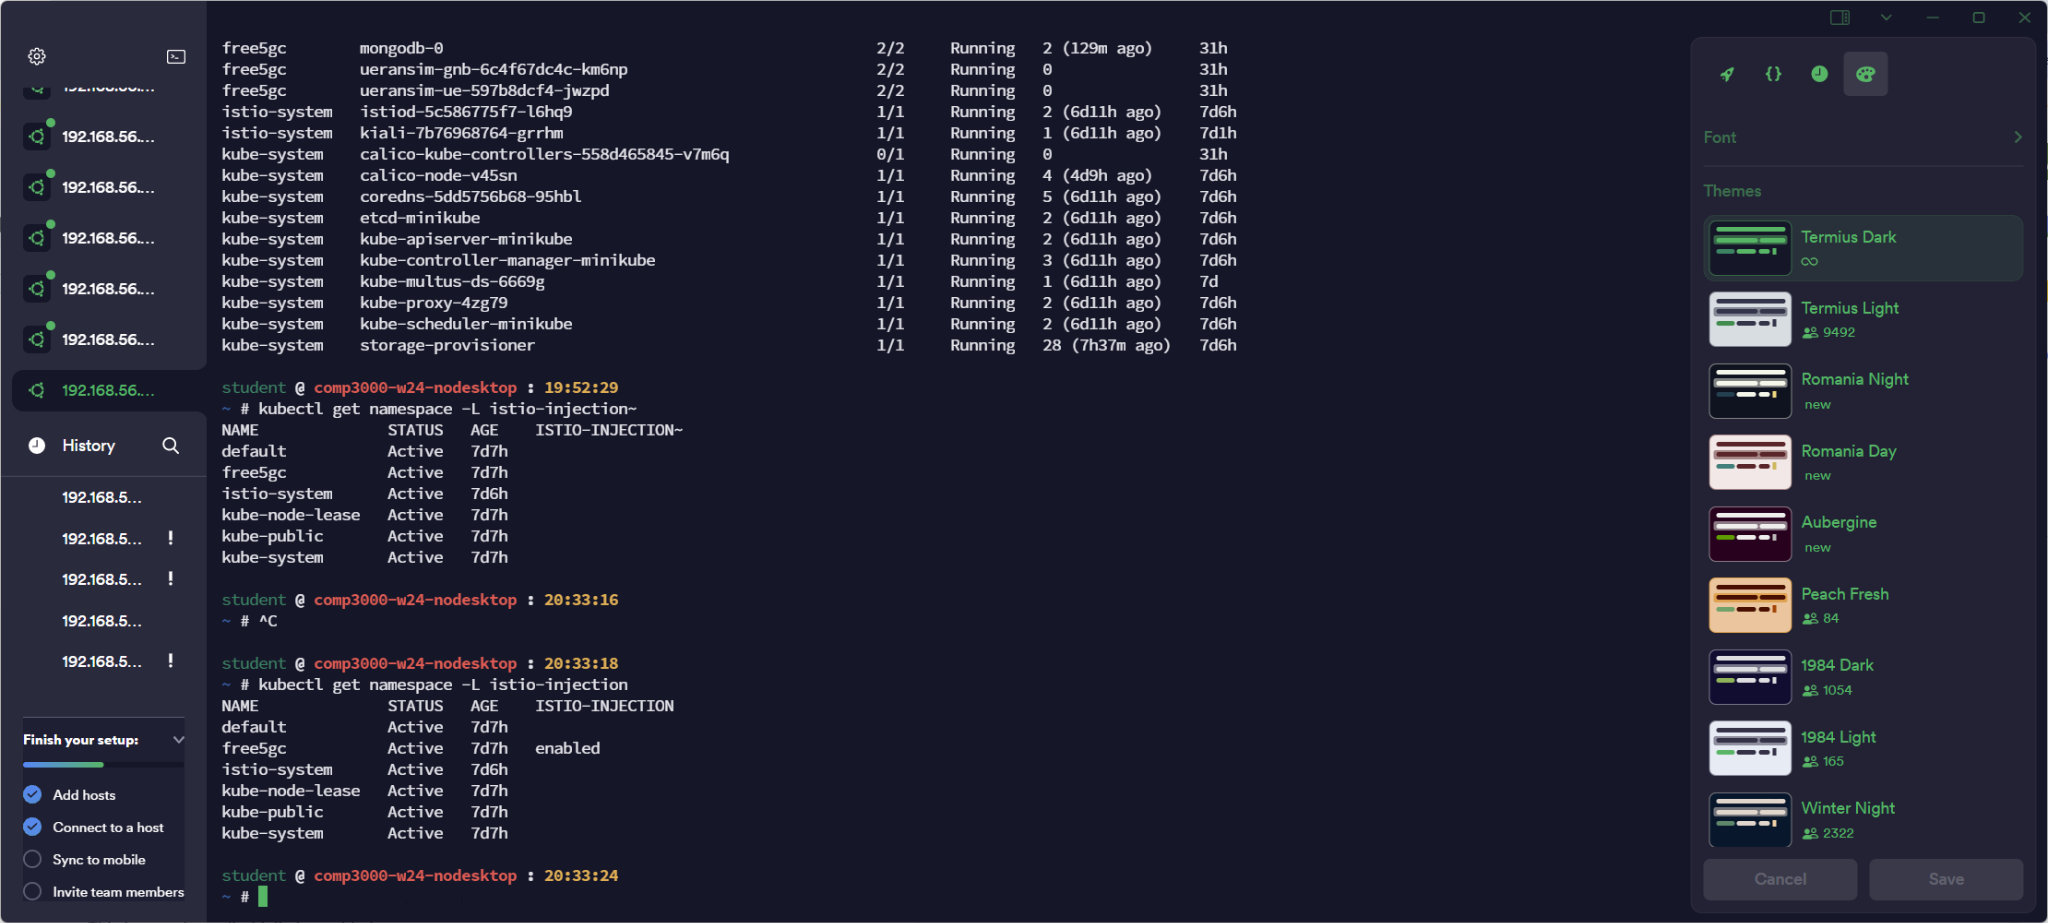 192.168.56....
192.168.56....
192.168.56....
192.168.56....
192.168.56....
192.168.56....
History
192.168.5...
192.168.5... !
192.168.5... !
192.168.5...
192.168.5... !
Finish your setup:
Add hosts
Connect to a host
Sync to mobile
Invite team members
free5gc mongodb-0 2/2 Running 2 (129m ago) 31h
free5gc ueransim-gnb-6c4f67dc4c-km6np 2/2 Running 0 31h
free5gc ueransim-ue-597b8dcf4-jwzpd 2/2 Running 0 31h
istio-system istiod-5c586775f7-l6hq9 1/1 Running 2 (6d11h ago) 7d6h
istio-system kiali-7b76968764-grrhm 1/1 Running 1 (6d11h ago) 7d1h
kube-system calico-kube-controllers-558d465845-v7m6q 0/1 Running 0 31h
kube-system calico-node-v45sn 1/1 Running 4 (4d9h ago) 7d6h
kube-system coredns-5dd5756b68-95hbl 1/1 Running 5 (6d11h ago) 7d6h
kube-system etcd-minikube 1/1 Running 2 (6d11h ago) 7d6h
kube-system kube-apiserver-minikube 1/1 Running 2 (6d11h ago) 7d6h
kube-system kube-controller-manager-minikube 1/1 Running 3 (6d11h ago) 7d6h
kube-system kube-multus-ds-6669g 1/1 Running 1 (6d11h ago) 7d
kube-system kube-proxy-4zg79 1/1 Running 2 (6d11h ago) 7d6h
kube-system kube-scheduler-minikube 1/1 Running 2 (6d11h ago) 7d6h
kube-system storage-provisioner 1/1 Running 28 (7h37m ago) 7d6h
student @ comp3000-w24-nodesktop : 19:52:29
~ # kubectl get namespace -L istio-injection~
NAME STATUS AGE ISTIO-INJECTION~
default Active 7d7h
free5gc Active 7d7h
istio-system Active 7d6h
kube-node-lease Active 7d7h
kube-public Active 7d7h
kube-system Active 7d7h
student @ comp3000-w24-nodesktop : 20:33:16
~ # ^C
student @ comp3000-w24-nodesktop : 20:33:18
~ # kubectl get namespace -L istio-injection
NAME STATUS AGE ISTIO-INJECTION
default Active 7d7h
free5gc Active 7d7h enabled
istio-system Active 7d6h
kube-node-lease Active 7d7h
kube-public Active 7d7h
kube-system Active 7d7h
student @ comp3000-w24-nodesktop : 20:33:24
~ #
Font
Themes
Termius Dark
∞
Termius Light
9492
Romania Night
new
Romania Day
new
Aubergine
new
Peach Fresh
84
1984 Dark
1054
1984 Light
165
Winter Night
2322
Cancel
Save